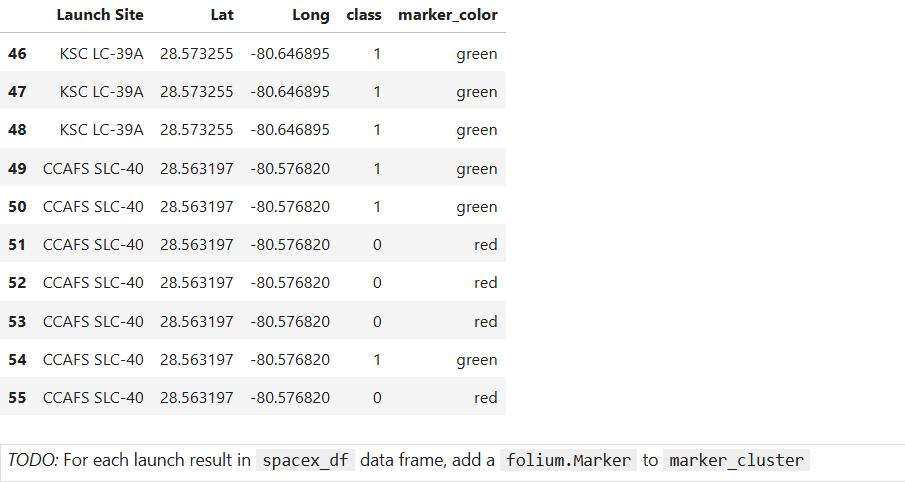 Launch Site Lat Long class marker_color
46 KSC LC-39A 28.573255 -80.646895 1 green
47 KSC LC-39A 28.573255 -80.646895 1 green
48 KSC LC-39A 28.573255 -80.646895 1 green
49 CCAFS SLC-40 28.563197 -80.576820 1 green
50 CCAFS SLC-40 28.563197 -80.576820 1 green
51 CCAFS SLC-40 28.563197 -80.576820 0 red
52 CCAFS SLC-40 28.563197 -80.576820 0 red
53 CCAFS SLC-40 28.563197 -80.576820 0 red
54 CCAFS SLC-40 28.563197 -80.576820 1 green
55 CCAFS SLC-40 28.563197 -80.576820 0 red
TODO: For each launch result in spacex_df data frame, add a folium.Marker to marker_cluster